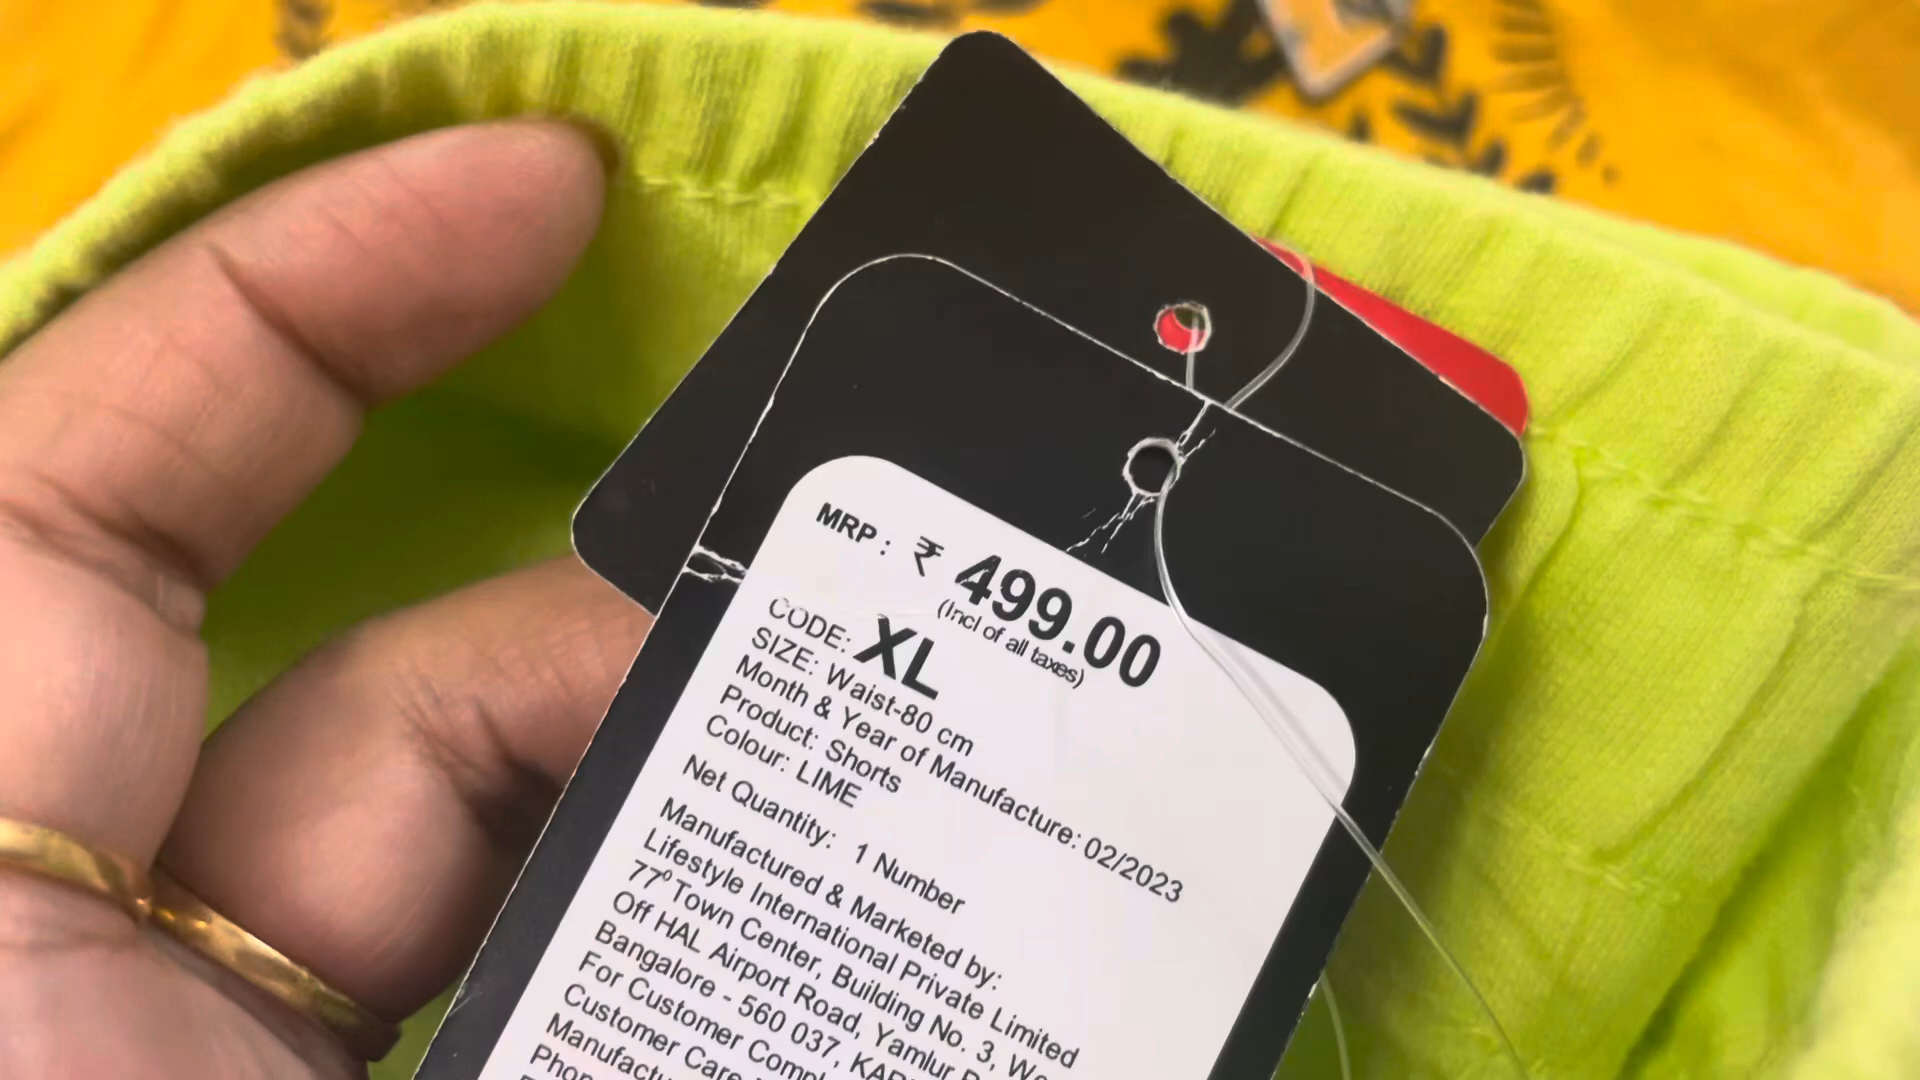 MRP: ₹ 499.00
(Incl of all taxes)
CODE: XL
SIZE: Waist-80 cm
Month & Year of Manufacture: 02/2023
Product: Shorts
Colour: LIME
Net Quantity: 1 Number
Manufactured & Marketed by:
Lifestyle International Private Limited
77º Town Center, Building No. 3, We
Off HAL Airport Road, Yamlur
Bangalore - 560 037,
For Customer
Customer Care